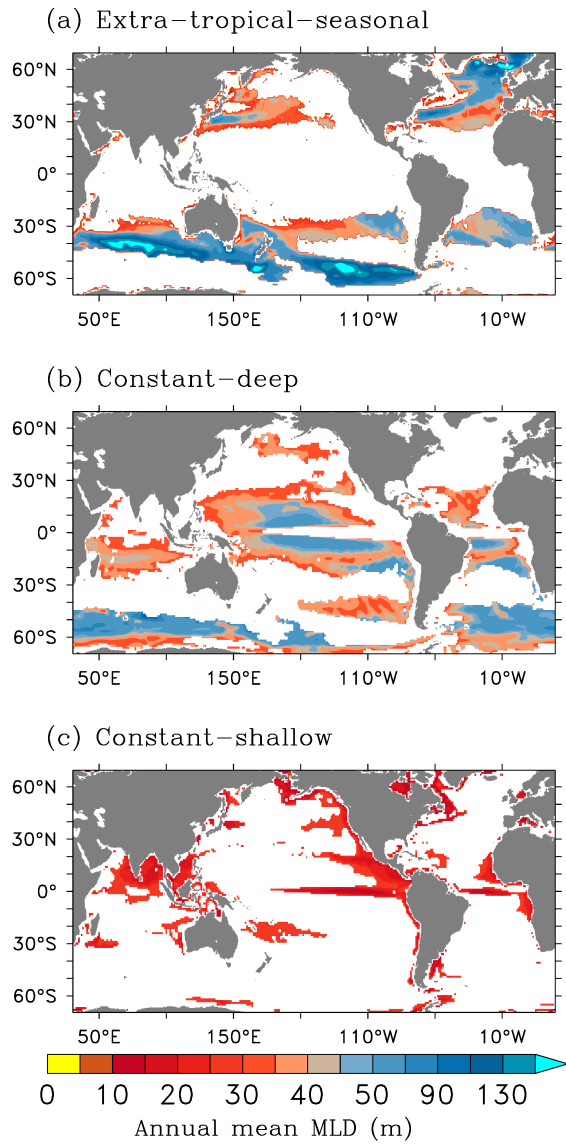 (a) Extra-tropical-seasonal
60°N
30°N
0°
30°S
60°S
50°E 150°E 110°W 10°W
(b) Constant-deep
60°N
30°N
0°
30°S
60°S
50°E 150°E 110°W 10°W
(c) Constant-shallow
60°N
30°N
0°
30°S
60°S
50°E 150°E 110°W 10°W
0 10 20 30 40 50 90 130
Annual mean MLD (m)